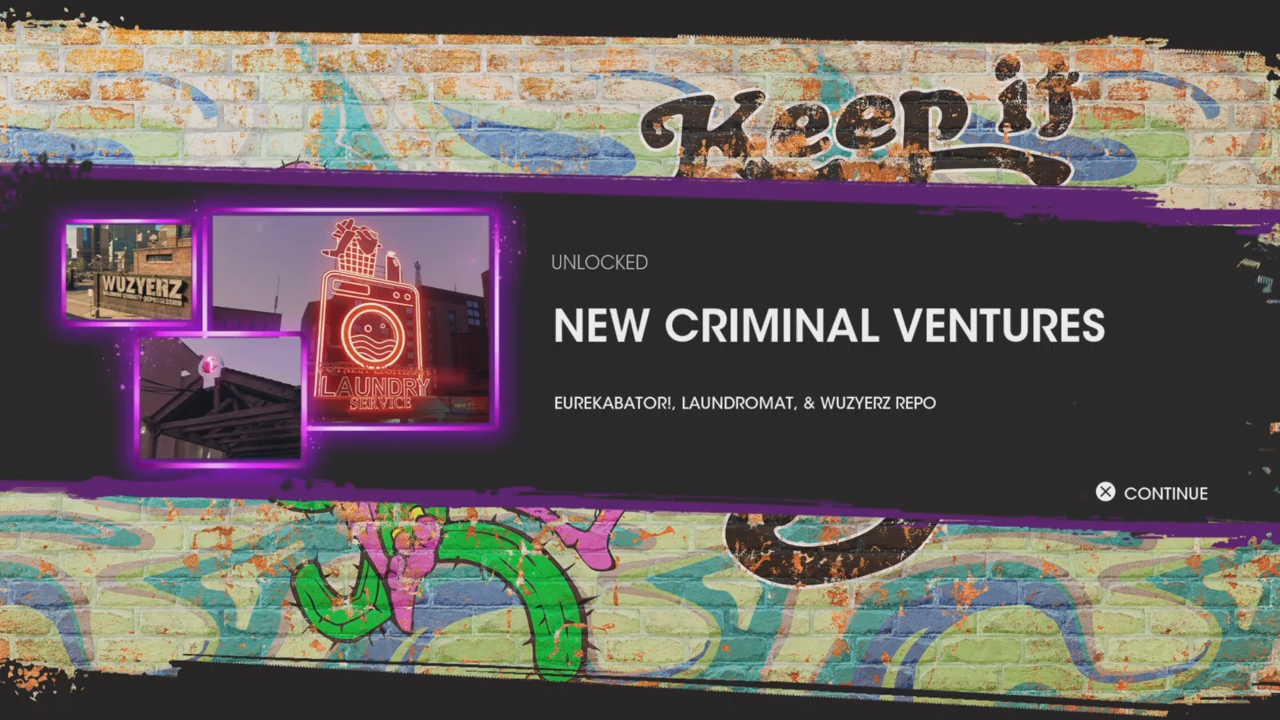 Keep it
WUZYERZ
UNLOCKED
NEW CRIMINAL VENTURES
LAUNDRY
SERVICE
EUREKABATOR!, LAUNDROMAT, & WUZYERZ REPO
CONTINUE